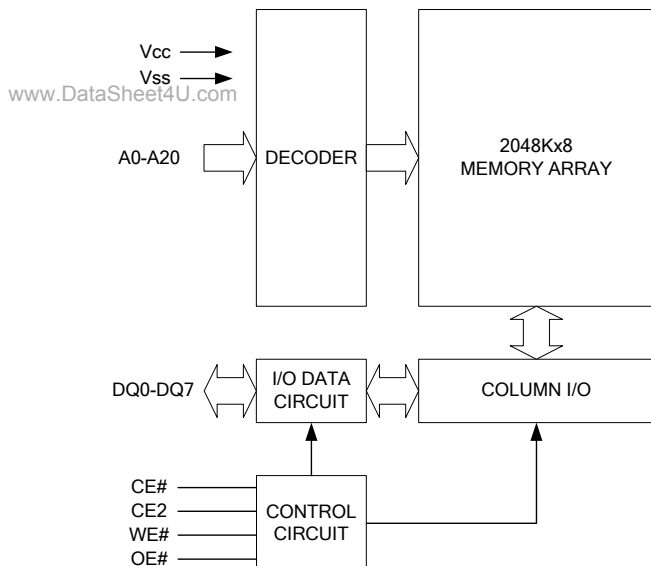 Vcc
Vss
www.DataSheet4U.com
A0-A20
DECODER
2048Kx8
MEMORY ARRAY
DQ0-DQ7
I/O DATA
CIRCUIT
COLUMN I/O
CE#
CE2
WE#
OE#
CONTROL
CIRCUIT